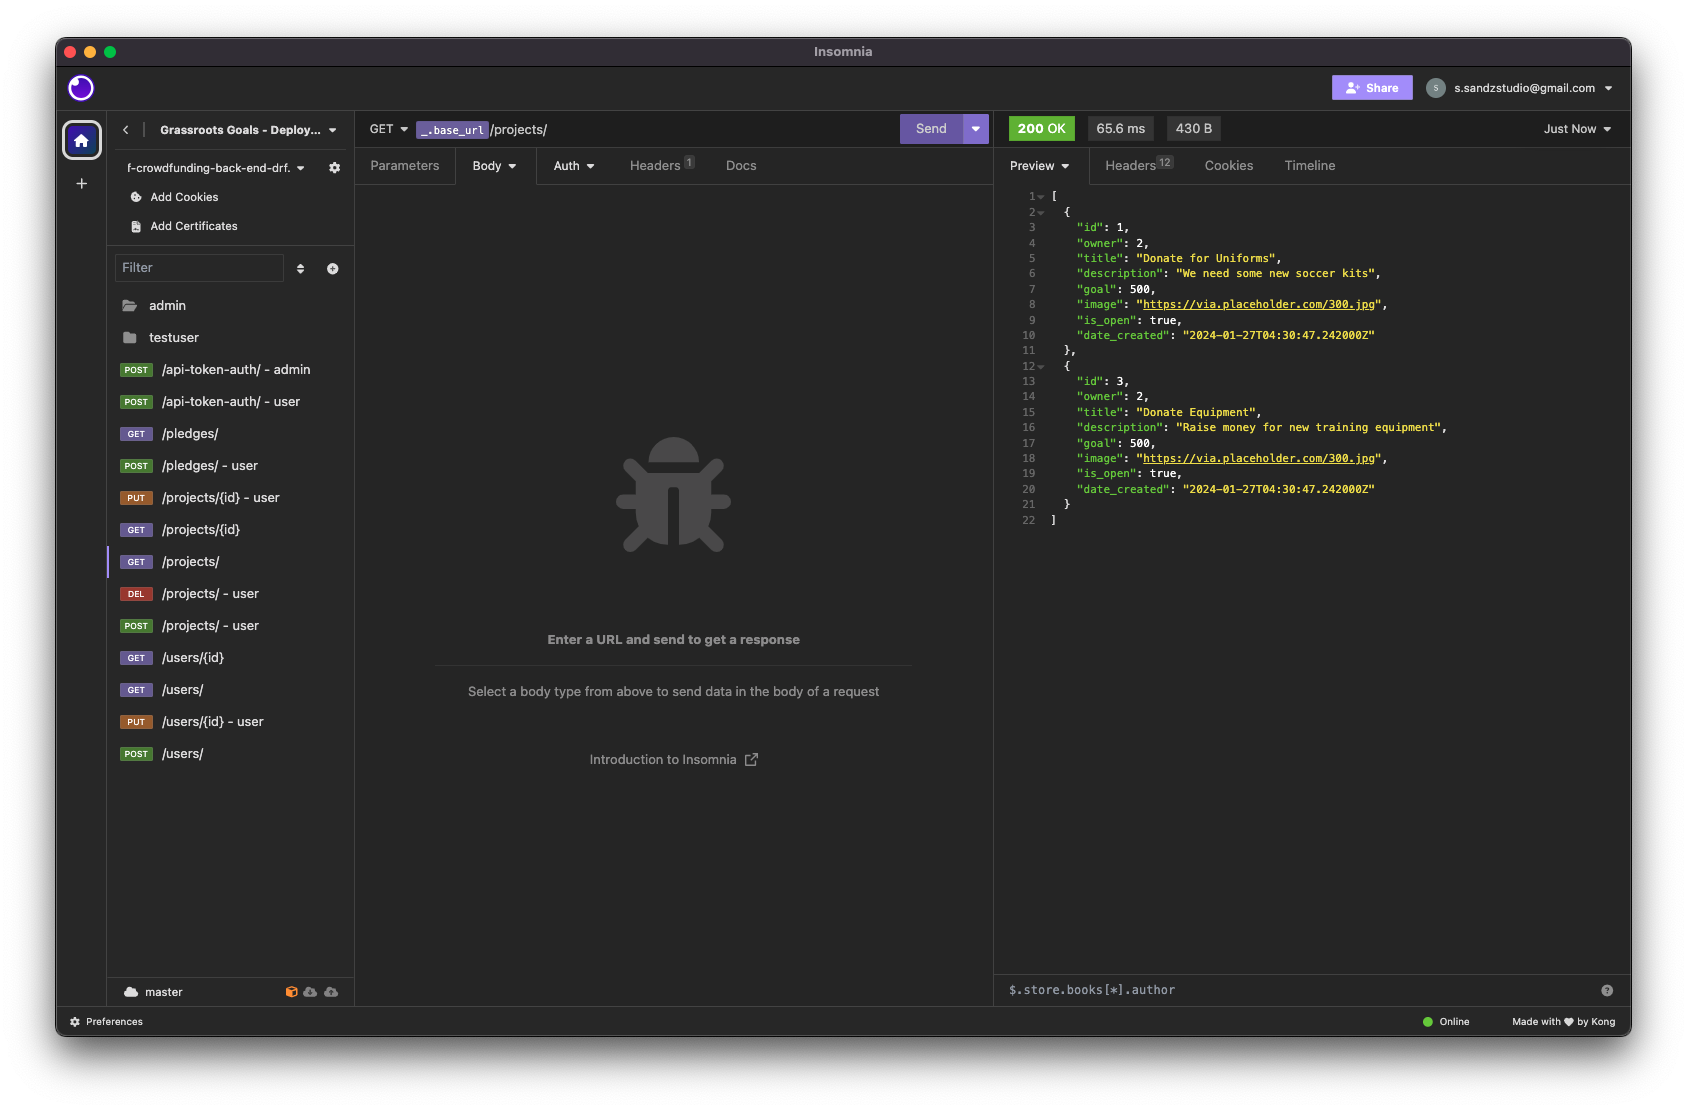 Insomnia
Share
S
s.sandzstudio@gmail.com
Grassroots Goals - Deploy...
f-crowdfunding-back-end-drf.
Add Cookies
Add Certificates
Filter
admin
testuser
POST /api-token-auth/ - admin
POST /api-token-auth/ - user
GET /pledges/
POST /pledges/ - user
PUT /projects/{id} - user
GET /projects/{id}
GET /projects/
DEL /projects/ - user
POST /projects/ - user
GET /users/{id}
GET /users/
PUT /users/{id} - user
POST /users/
master
GET _.base_url/projects/ Send
Parameters Body Auth Headers 1 Docs
Enter a URL and send to get a response
Select a body type from above to send data in the body of a request
Introduction to Insomnia
200 OK 65.6 ms 430 B Just Now
Preview Headers 12 Cookies Timeline
1 [
2 {
3 "id": 1,
4 "owner": 2,
5 "title": "Donate for Uniforms",
6 "description": "We need some new soccer kits",
7 "goal": 500,
8 "image": "https://via.placeholder.com/300.jpg",
9 "is_open": true,
10 "date_created": "2024-01-27T04:30:47.242000Z"
11 },
12 {
13 "id": 3,
14 "owner": 2,
15 "title": "Donate Equipment",
16 "description": "Raise money for new training equipment",
17 "goal": 500,
18 "image": "https://via.placeholder.com/300.jpg",
19 "is_open": true,
20 "date_created": "2024-01-27T04:30:47.242000Z"
21 }
22 ]
$.store.books[*].author
Preferences
Online
Made with ♥ by Kong